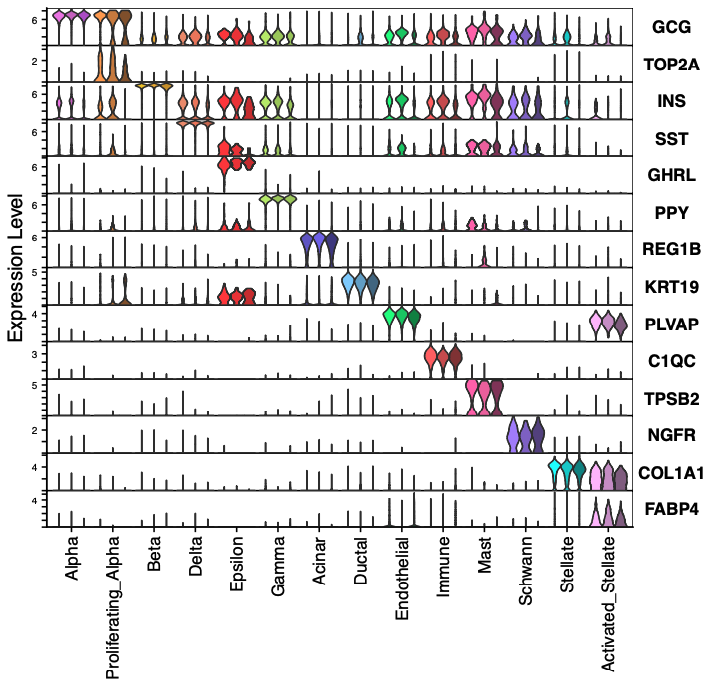 Expression Level
6
GCG
2
TOP2A
6
INS
6
SST
6
GHRL
6
PPY
6
REG1B
5
KRT19
4
PLVAP
3
C1QC
5
TPSB2
2
NGFR
4
COL1A1
4
FABP4
Alpha
Proliferating_Alpha
Beta
Delta
Epsilon
Gamma
Acinar
Ductal
Endothelial
Immune
Mast
Schwann
Stellate
Activated_Stellate